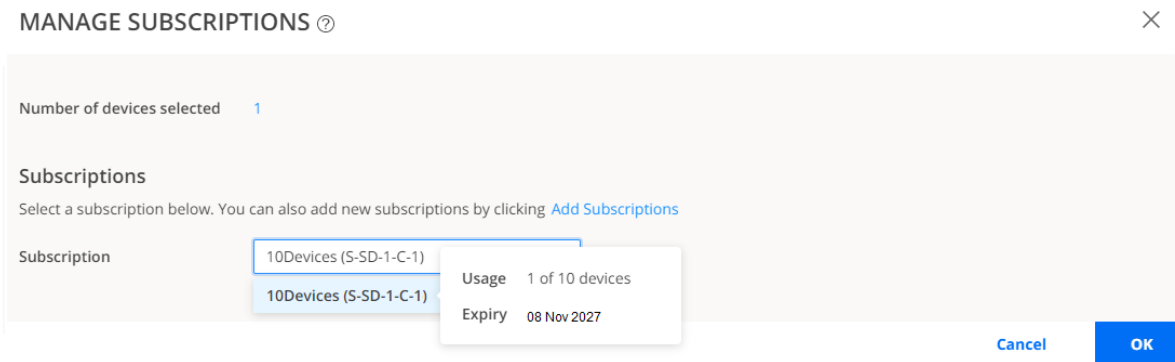 MANAGE SUBSCRIPTIONS
Number of devices selected 1
Subscriptions
Select a subscription below. You can also add new subscriptions by clicking Add Subscriptions
Subscription 10Devices (S-SD-1-C-1)
10Devices (S-SD-1-C-1)
Usage 1 of 10 devices
Expiry 08 Nov 2027
Cancel OK